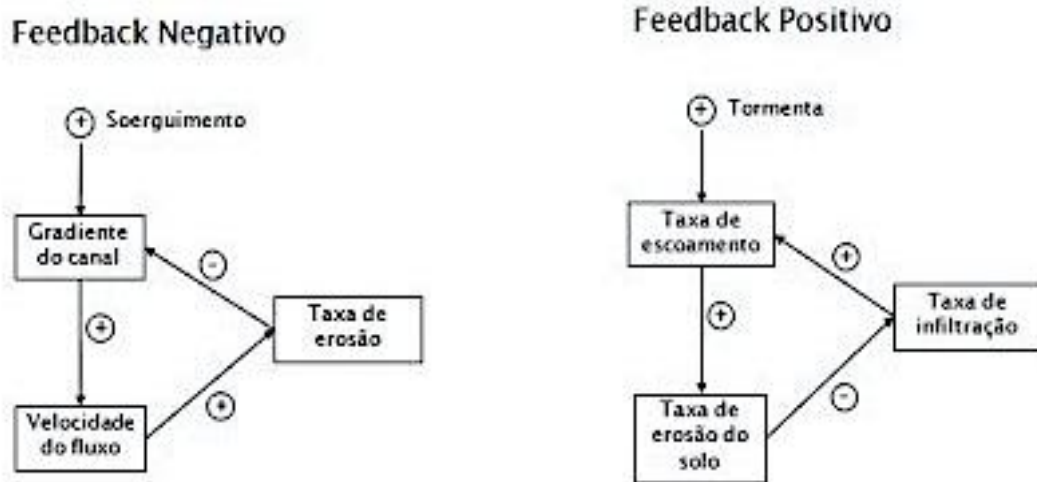 Feedback Negativo
+ Soerguimento
Gradiente
do canal
-
+
Taxa de
erosão
+
Velocidade
do fluxo
Feedback Positivo
+ Tormenta
Taxa de
escoamento
+
+
Taxa de
infiltração
-
Taxa de
erosão do
solo